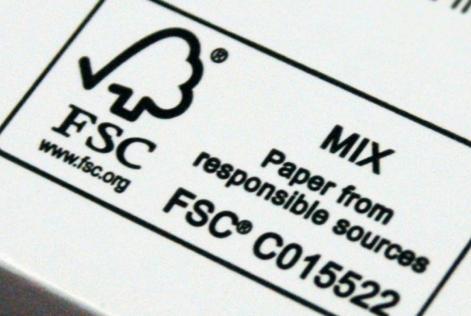 ®
FSC
www.fsc.org
MIX
Paper from
responsible sources
FSC® C015522